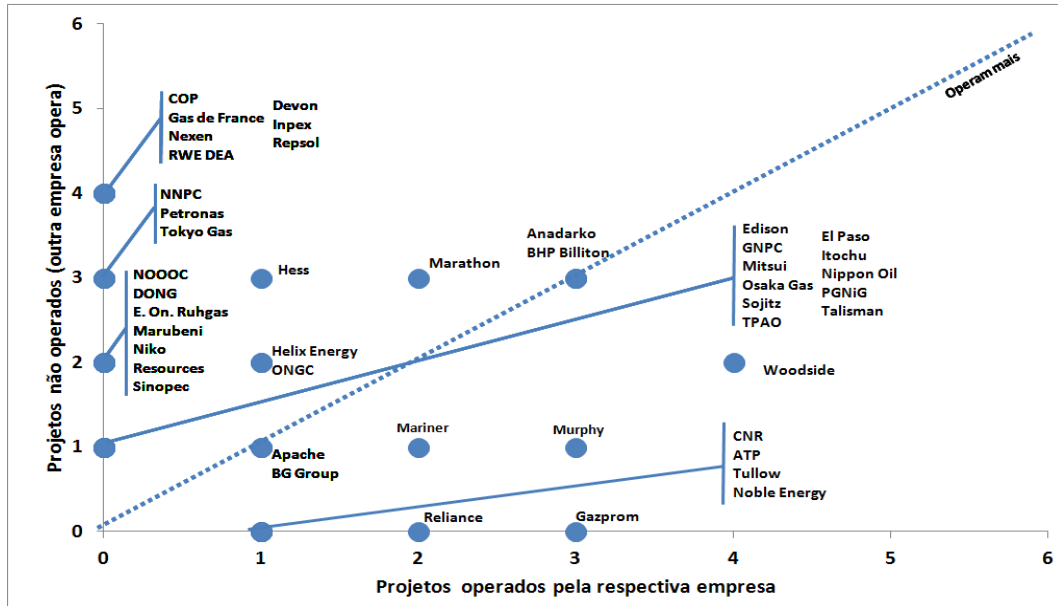 Projetos não operados (outra empresa opera)
6
5
4
3
2
1
0
COP
Gas de France
Nexen
RWE DEA
Devon
Inpex
Repsol
NNPC
Petronas
Tokyo Gas
NOOOC
DONG
E. On. Ruhgas
Marubeni
Niko
Resources
Sinopec
Hess
Marathon
Anadarko
BHP Billiton
Operam mais
Edison
GNPC
Mitsui
Osaka Gas
Sojitz
TPAO
El Paso
Itochu
Nippon Oil
PGNiG
Talisman
Helix Energy
ONGC
Woodside
Apache
BG Group
Mariner
Murphy
CNR
ATP
Tullow
Noble Energy
Reliance
Gazprom
0 1 2 3 4 5 6
Projetos operados pela respectiva empresa